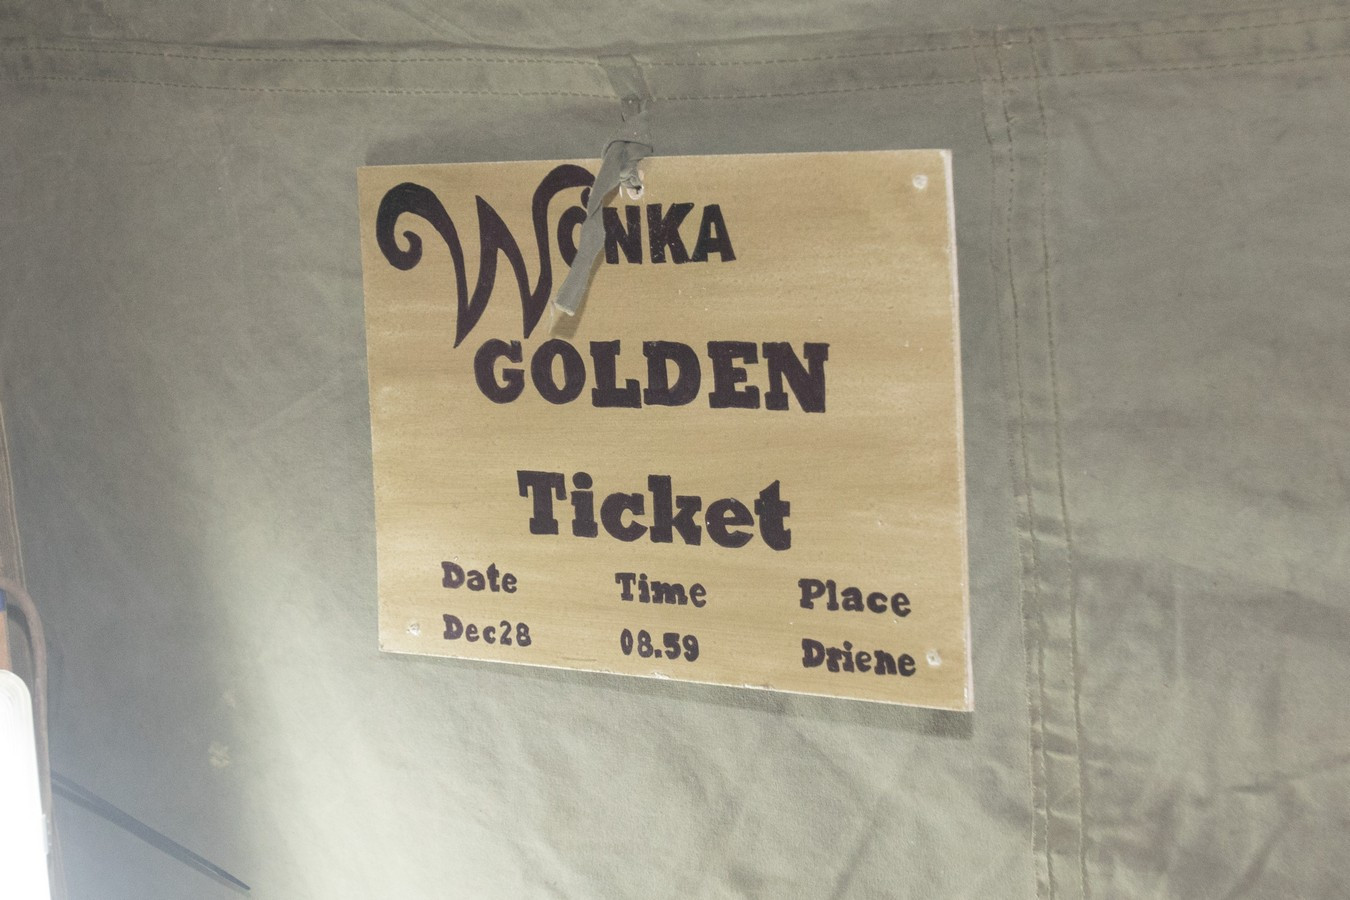 WONKA
GOLDEN
Ticket
Date Time Place
Dec28 08.59 Driene